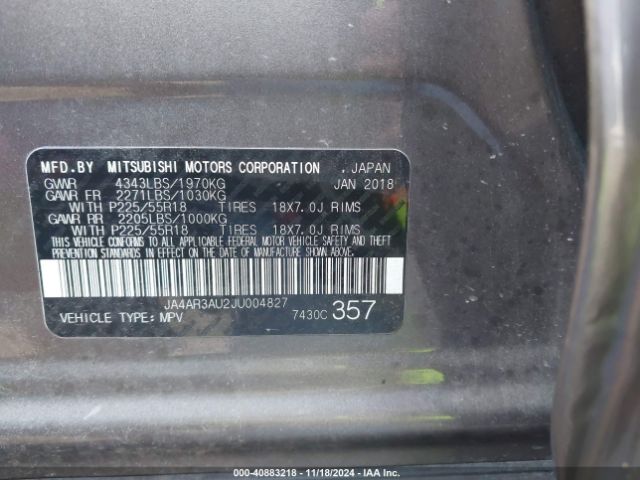 MFD.BY MITSUBISHI MOTORS CORPORATION .JAPAN
GVWR 4343LBS/1970KG JAN 2018
GAWR FR 2271LBS/1030KG
WITH P225/55R18 TIRES 18X7.0J RIMS
GAWR RR 2205LBS/1000KG
WITH P225/55R18 TIRES 18X7.0J RIMS
THIS VEHICLE CONFORMS TO ALL APPLICABLE FEDERAL MOTOR VEHICLE SAFETY AND THEFT
PREVENTION STANDARDS IN EFFECT ON THE DATE OF MANUFACTURE SHOWN ABOVE.
JA4AR3AU2JU004827
VEHICLE TYPE: MPV 7430C 357
000-40883218 - 11/18/2024 - IAAI.COM